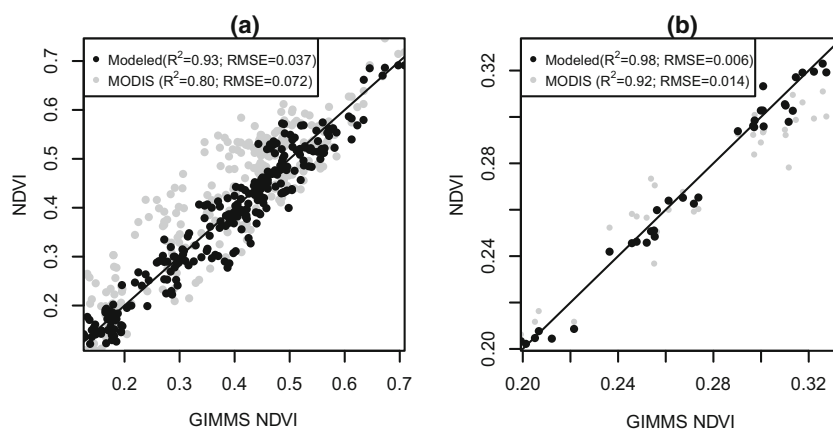 (a)
Modeled(R²=0.93; RMSE=0.037)
MODIS (R²=0.80; RMSE=0.072)
NDVI
0.7
0.6
0.5
0.4
0.3
0.2
0.2 0.3 0.4 0.5 0.6 0.7
GIMMS NDVI
(b)
Modeled(R²=0.98; RMSE=0.006)
MODIS (R²=0.92; RMSE=0.014)
NDVI
0.32
0.28
0.24
0.20
0.20 0.24 0.28 0.32
GIMMS NDVI